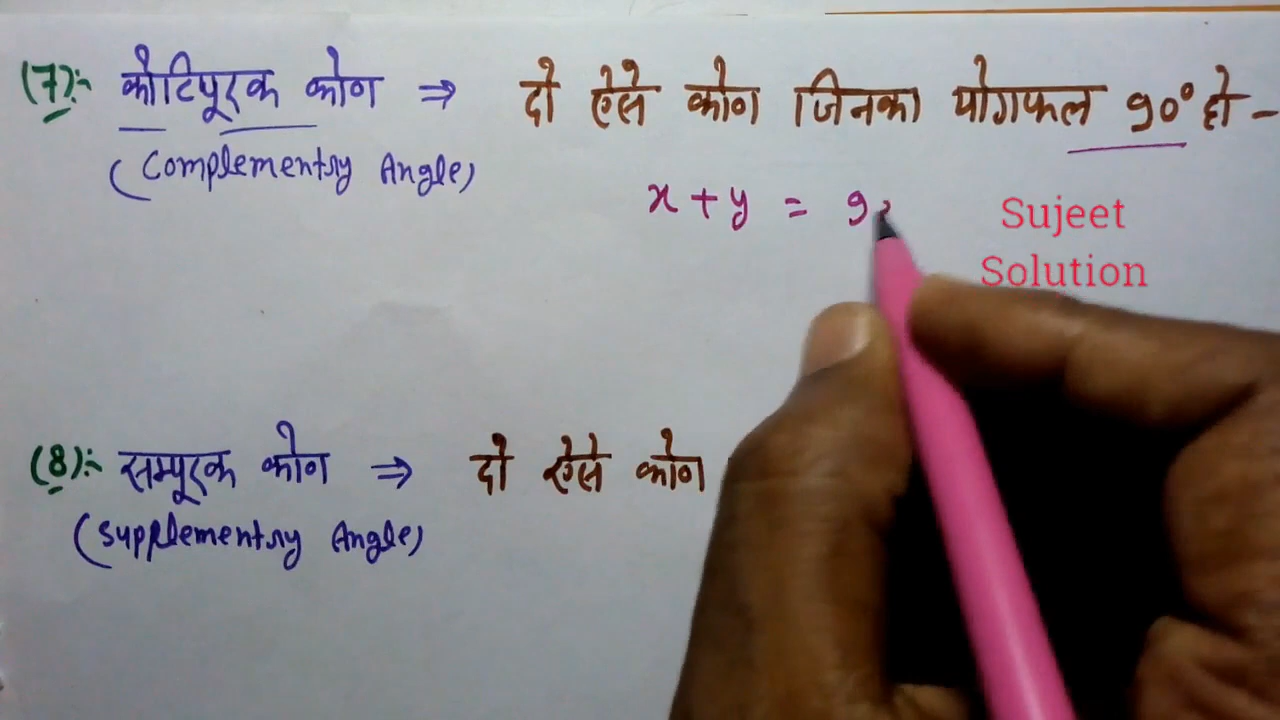 (7):- कोटिपूरक कोण ⇒ दो ऐसे कोण जिनका योगफल 90° हो -
(Complementry Angle)
x + y = 9
Sujeet
Solution
(8):- सम्पूरक कोण ⇒ दो ऐसे कोण
(Supplementry Angle)